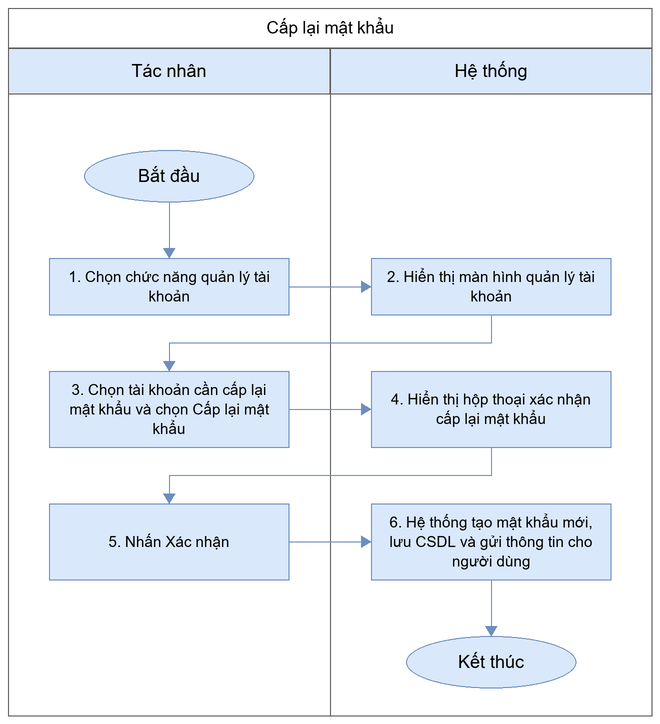 Cấp lại mật khẩu
Tác nhân
Hệ thống
Bắt đầu
1. Chọn chức năng quản lý tài
khoản
2. Hiển thị màn hình quản lý tài
khoản
3. Chọn tài khoản cần cấp lại
mật khẩu và chọn Cấp lại mật
khẩu
4. Hiển thị hộp thoại xác nhận
cấp lại mật khẩu
5. Nhấn Xác nhận
6. Hệ thống tạo mật khẩu mới,
lưu CSDL và gửi thông tin cho
người dùng
Kết thúc